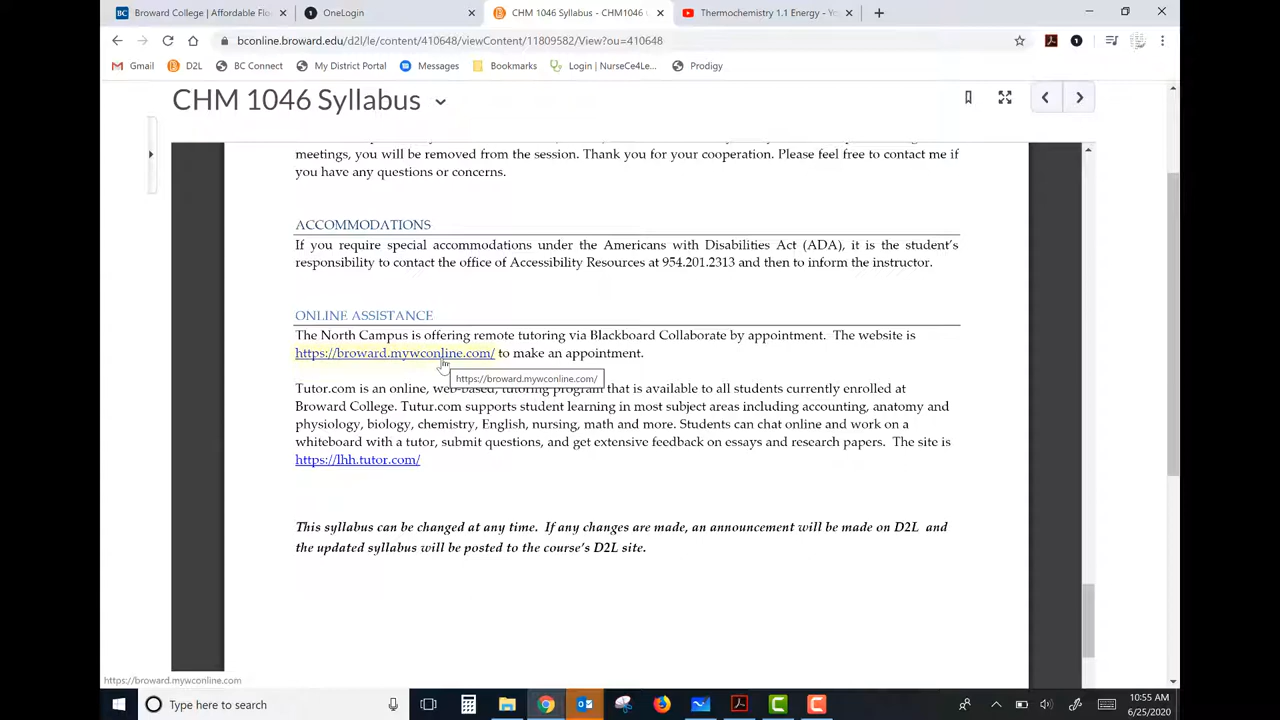 Broward College | Affordable Flo
OneLogin
CHM 1046 Syllabus - CHM1046
Thermochemistry 1.1 Energy - Yo
bconline.broward.edu/d2l/le/content/410648/viewContent/11809582/View?ou=410648
Gmail
D2L
BC Connect
My District Portal
Messages
Bookmarks
Login | NurseCe4Le...
Prodigy
CHM 1046 Syllabus
meetings, you will be removed from the session. Thank you for your cooperation. Please feel free to contact me if
you have any questions or concerns.
ACCOMMODATIONS
If you require special accommodations under the Americans with Disabilities Act (ADA), it is the student's
responsibility to contact the office of Accessibility Resources at 954.201.2313 and then to inform the instructor.
ONLINE ASSISTANCE
The North Campus is offering remote tutoring via Blackboard Collaborate by appointment. The website is
https://broward.mywconline.com/ to make an appointment.
https://broward.mywconline.com/
Tutor.com is an online, web-based, tutoring program that is available to all students currently enrolled at
Broward College. Tutur.com supports student learning in most subject areas including accounting, anatomy and
physiology, biology, chemistry, English, nursing, math and more. Students can chat online and work on a
whiteboard with a tutor, submit questions, and get extensive feedback on essays and research papers. The site is
https://lhh.tutor.com/
This syllabus can be changed at any time. If any changes are made, an announcement will be made on D2L and
the updated syllabus will be posted to the course's D2L site.
https://broward.mywconline.com
Type here to search
10:55 AM
6/25/2020